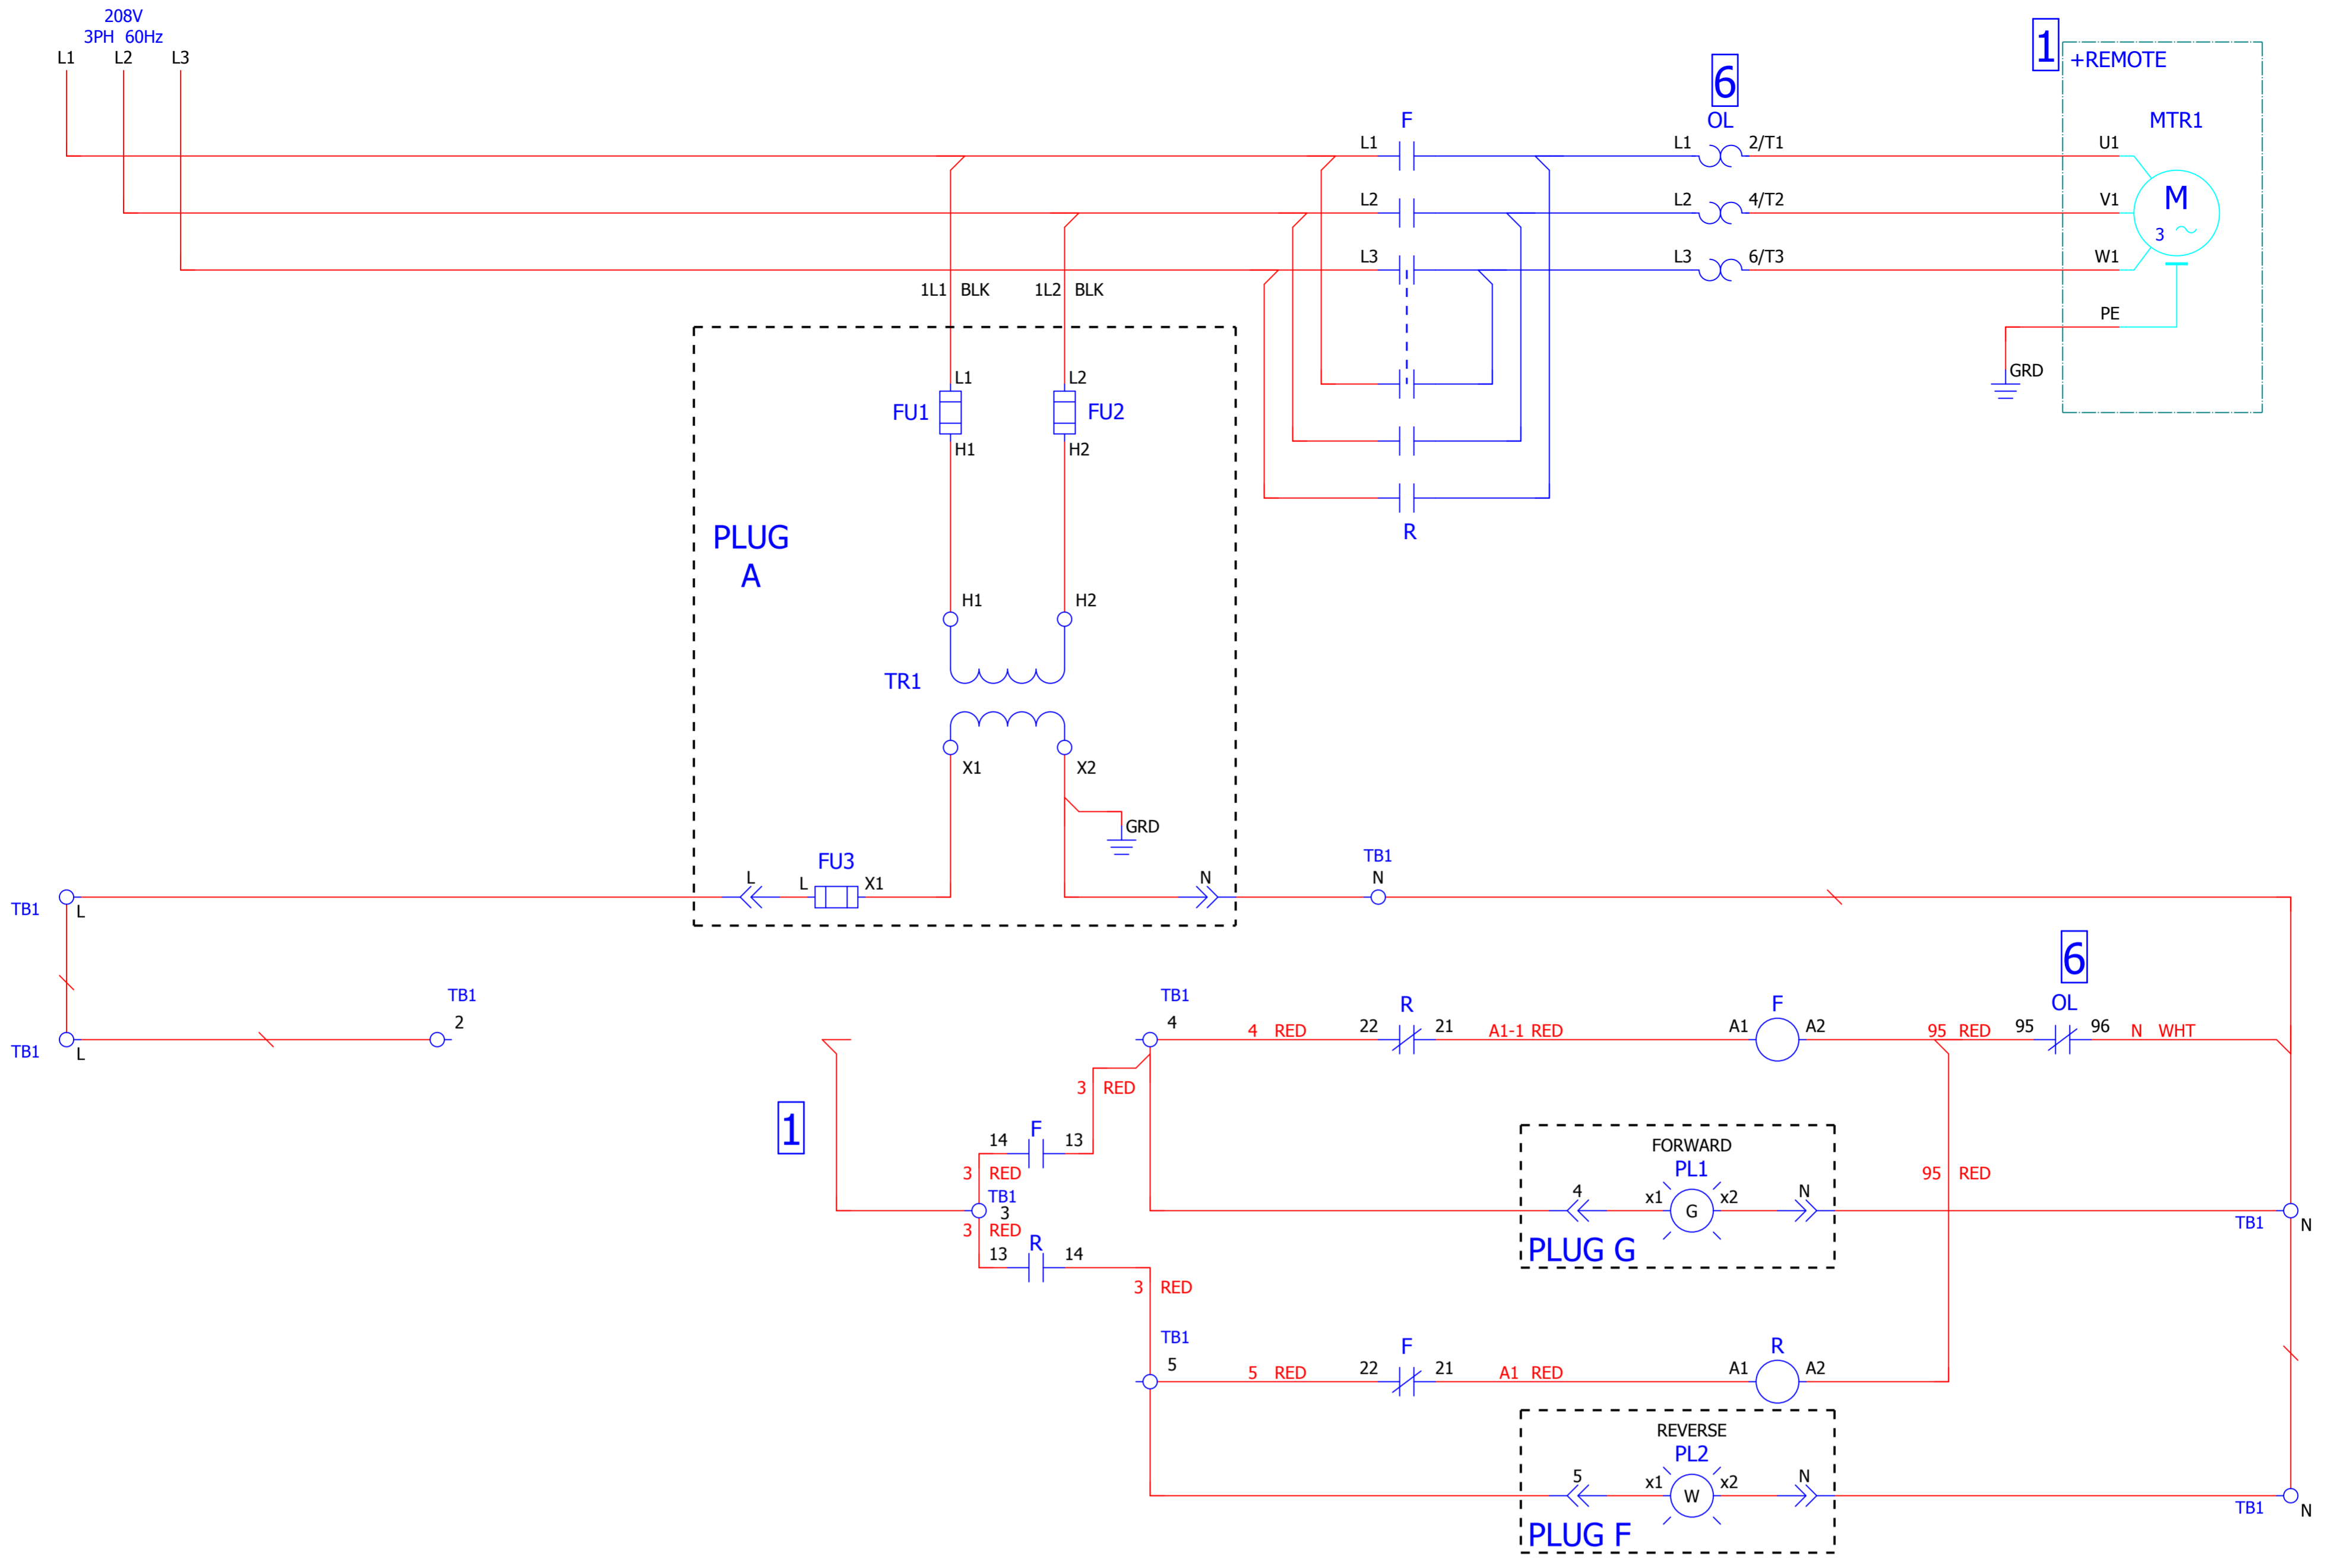 208V
3PH 60Hz
L1 L2 L3
1
+REMOTE
6
F
OL
MTR1
L1
L1
2/T1
U1
L2
L2
4/T2
V1
M
3
L3
L3
6/T3
W1
1L1 BLK
1L2 BLK
PE
GRD
L1
L2
FU1
FU2
H1
H2
R
PLUG
A
H1
H2
TR1
X1
X2
GRD
FU3
L
L
X1
N
TB1
N
TB1
L
6
TB1
2
TB1
4
4 RED
R
22
21
A1-1 RED
F
A1
A2
95 RED
OL
95
96
N WHT
TB1
L
3 RED
1
F
14
13
3 RED
TB1
3
3 RED
R
13
14
FORWARD
PL1
4
x1
G
x2
N
PLUG G
95 RED
TB1
N
3 RED
TB1
5
5 RED
F
22
21
A1 RED
R
A1
A2
REVERSE
PL2
5
x1
W
x2
N
PLUG F
TB1
N